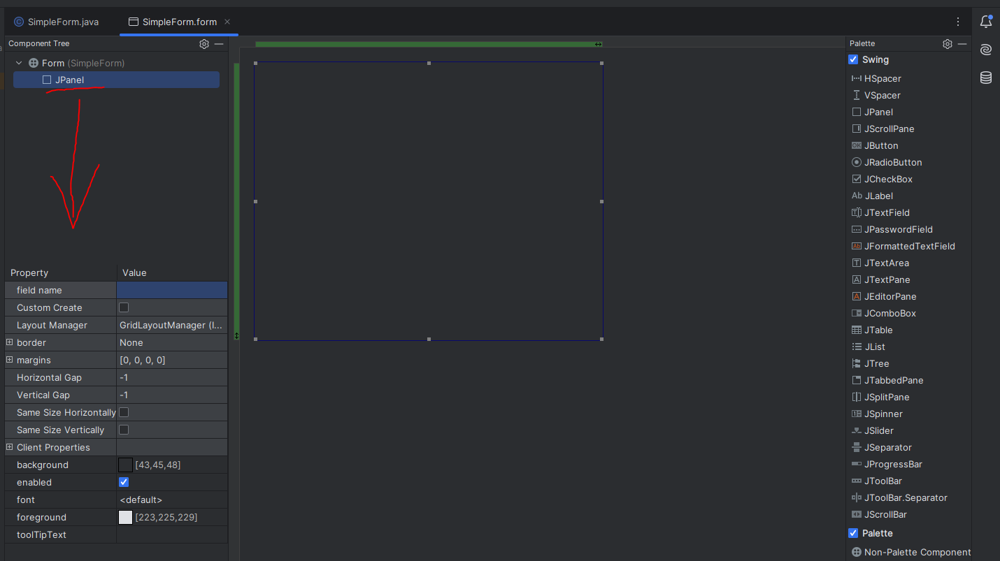 SimpleForm.java
SimpleForm.form
Component Tree
Form (SimpleForm)
JPanel
Property Value
field name
Custom Create
Layout Manager GridLayoutManager (I...
border None
margins [0, 0, 0, 0]
Horizontal Gap -1
Vertical Gap -1
Same Size Horizontally
Same Size Vertically
Client Properties
background [43,45,48]
enabled
font <default>
foreground [223,225,229]
toolTipText
Palette
Swing
HSpacer
VSpacer
JPanel
JScrollPane
OK JButton
JRadioButton
JCheckBox
Ab JLabel
T JTextField
JPasswordField
Ab JFormattedTextField
T JTextArea
A JTextPane
A JEditorPane
JComboBox
JTable
JList
JTree
JTabbedPane
JSplitPane
JSpinner
JSlider
JSeparator
JProgressBar
JToolBar
JToolBar.Separator
JScrollBar
Palette
Non-Palette Component